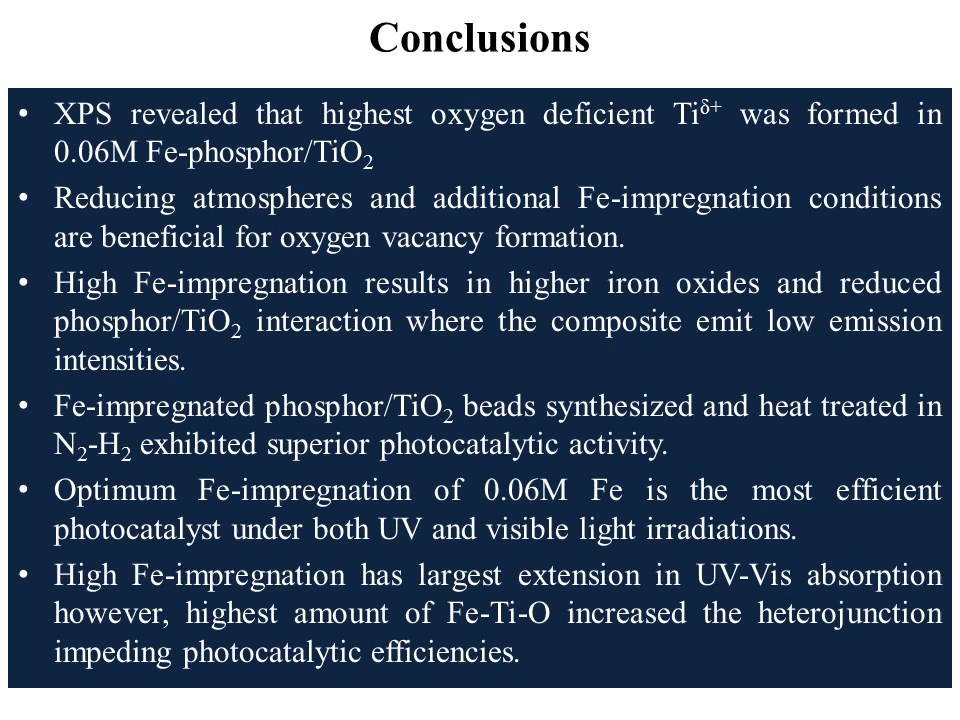 Conclusions
• XPS revealed that highest oxygen deficient Tiᵟ⁺ was formed in
0.06M Fe-phosphor/TiO₂
• Reducing atmospheres and additional Fe-impregnation conditions
are beneficial for oxygen vacancy formation.
• High Fe-impregnation results in higher iron oxides and reduced
phosphor/TiO₂ interaction where the composite emit low emission
intensities.
• Fe-impregnated phosphor/TiO₂ beads synthesized and heat treated in
N₂-H₂ exhibited superior photocatalytic activity.
• Optimum Fe-impregnation of 0.06M Fe is the most efficient
photocatalyst under both UV and visible light irradiations.
• High Fe-impregnation has largest extension in UV-Vis absorption
however, highest amount of Fe-Ti-O increased the heterojunction
impeding photocatalytic efficiencies.